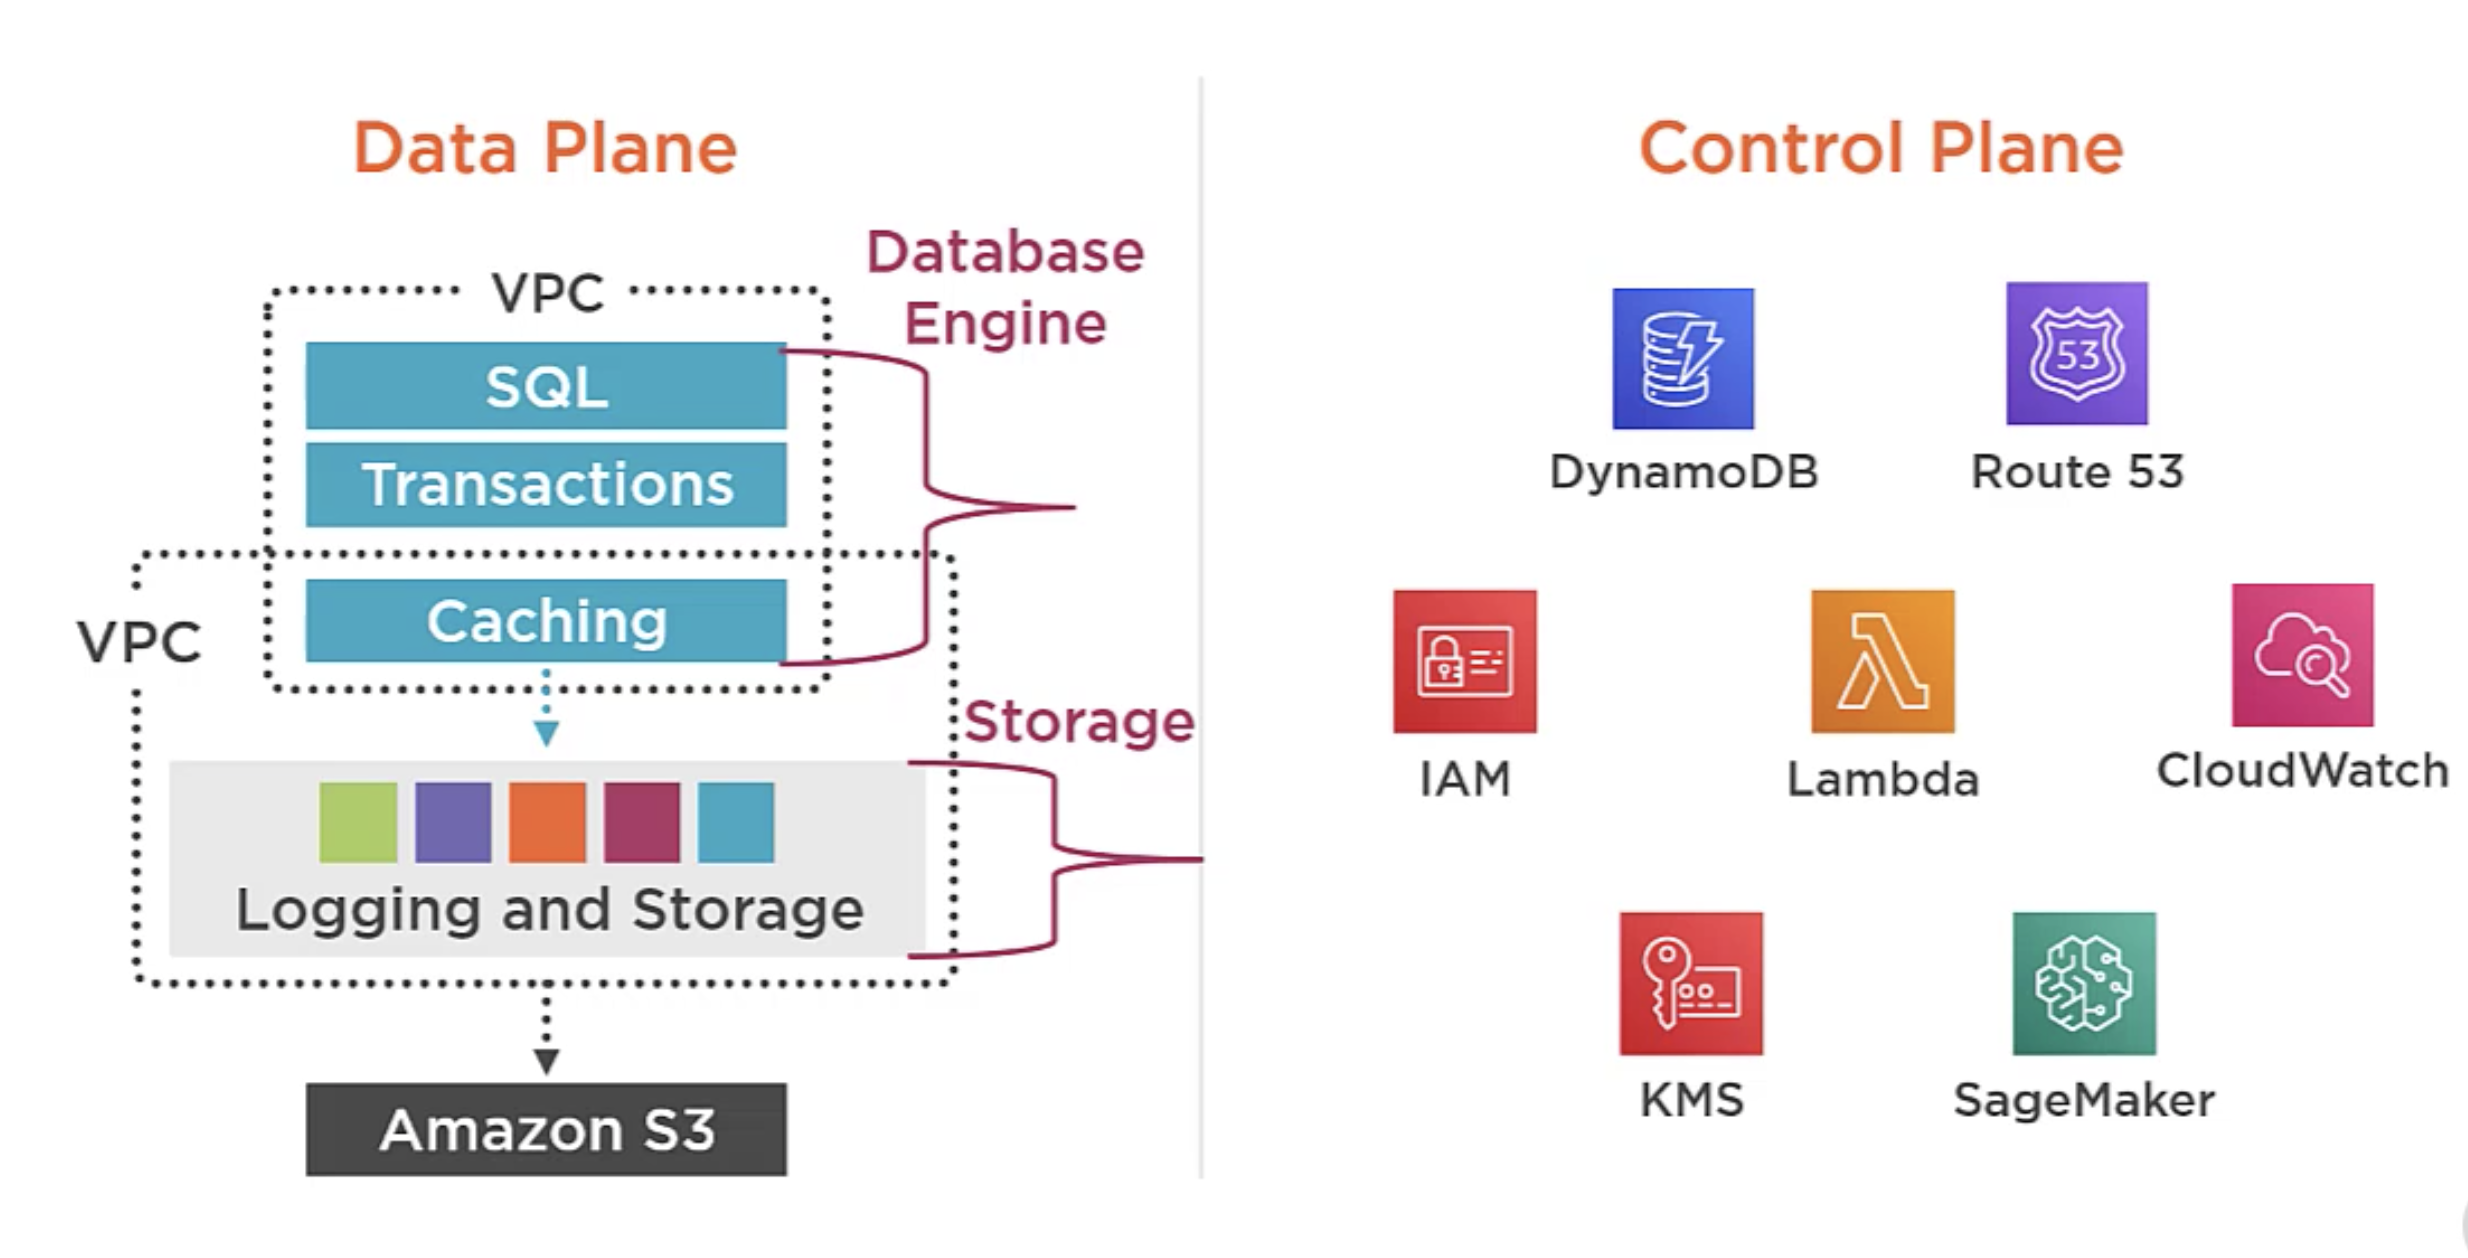 Data Plane
Control Plane
Database
Engine
VPC
SQL
Transactions
VPC
Caching
Storage
Logging and Storage
Amazon S3
53
DynamoDB
Route 53
IAM
Lambda
CloudWatch
KMS
SageMaker